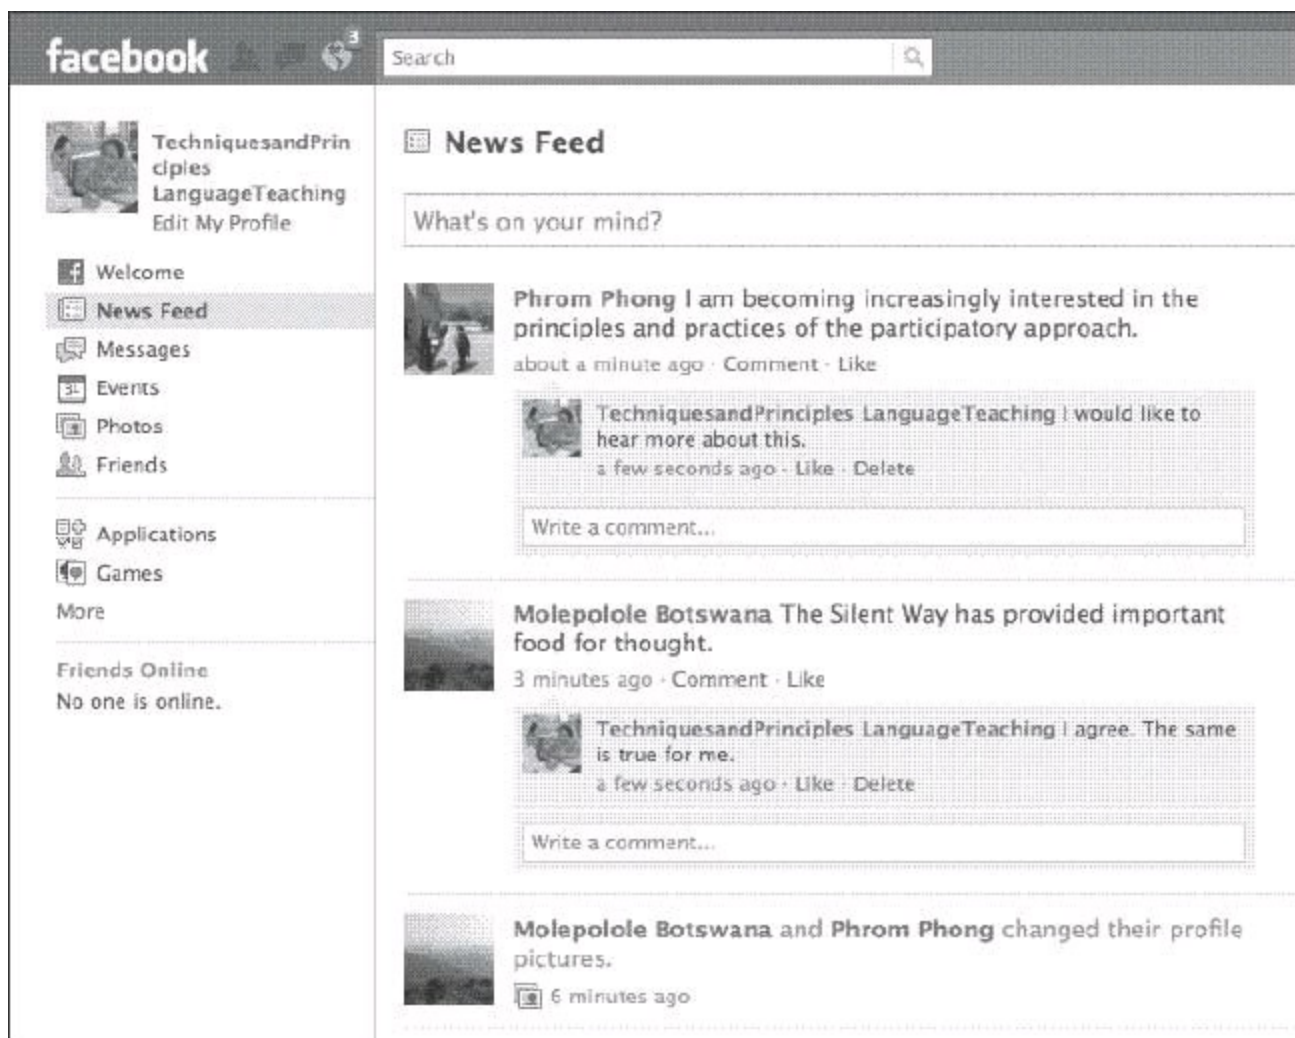 facebook
3
Search
TechniquesandPrin
ciples
LanguageTeaching
Edit My Profile
Welcome
News Feed
Messages
31
Events
Photos
Friends
Applications
Games
More
Friends Online
No one is online.
News Feed
What's on your mind?
Phrom Phong I am becoming increasingly interested in the
principles and practices of the participatory approach.
about a minute ago · Comment · Like
TechniquesandPrinciples LanguageTeaching I would like to
hear more about this.
a few seconds ago · Like · Delete
Write a comment...
Molepolole Botswana The Silent Way has provided important
food for thought.
3 minutes ago · Comment · Like
TechniquesandPrinciples LanguageTeaching I agree. The same
is true for me.
a few seconds ago · Like · Delete
Write a comment...
Molepolole Botswana and Phrom Phong changed their profile
pictures.
6 minutes ago